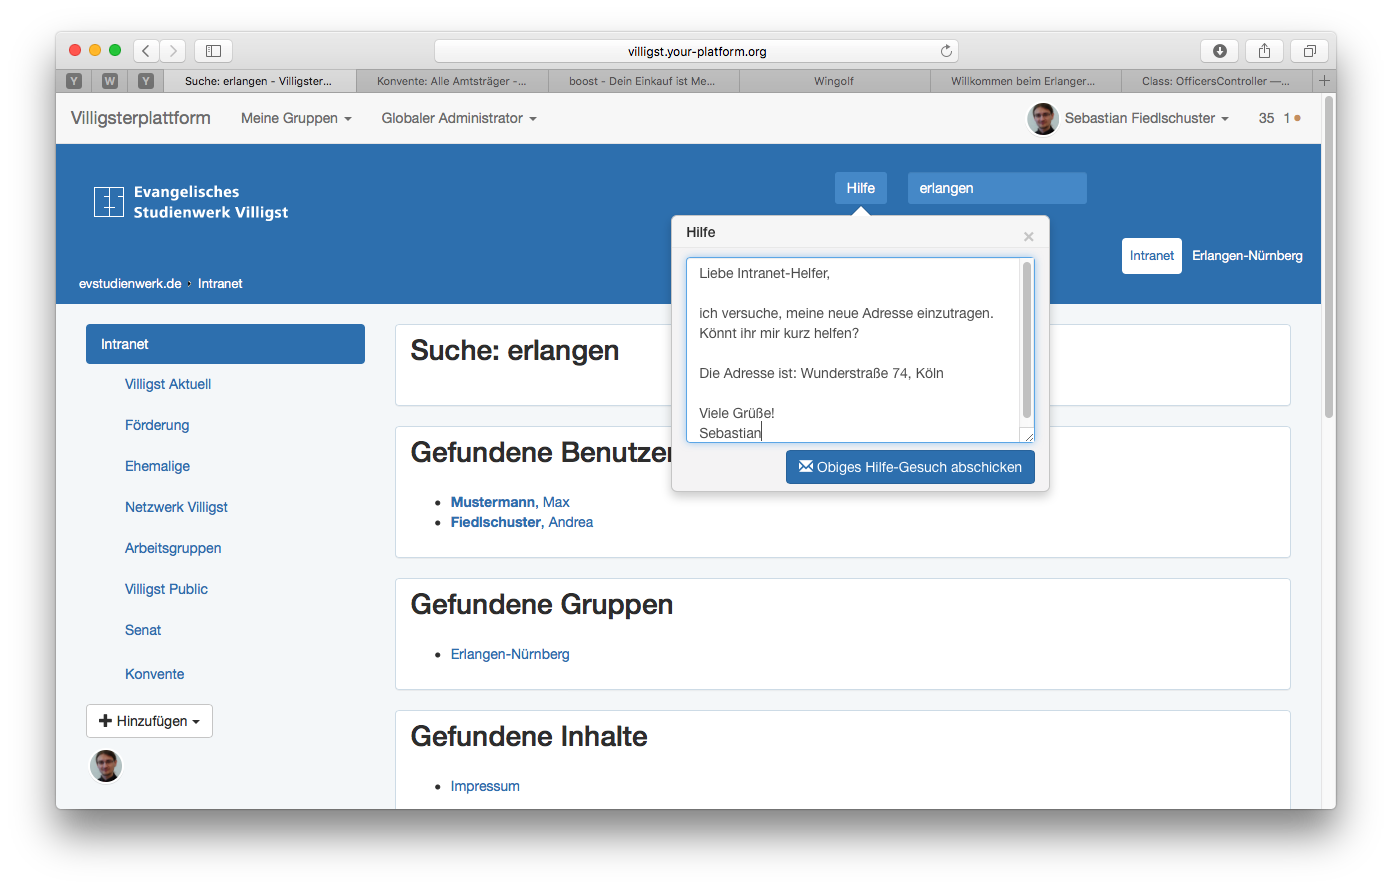 villigst.your-platform.org
Y
W
Y
Suche: erlangen - Villigster...
Konvente: Alle Amtsträger -...
boost - Dein Einkauf ist Me...
Wingolf
Willkommen beim Erlanger...
Class: OfficersController —...
Villigsterplattform
Meine Gruppen
Globaler Administrator
Sebastian Fiedlschuster
35 1
Evangelisches
Studienwerk Villigst
Hilfe
erlangen
Intranet
Erlangen-Nürnberg
evstudienwerk.de › Intranet
Hilfe
×
Liebe Intranet-Helfer,
ich versuche, meine neue Adresse einzutragen.
Könnt ihr mir kurz helfen?
Die Adresse ist: Wunderstraße 74, Köln
Viele Grüße!
Sebastian
Obiges Hilfe-Gesuch abschicken
Intranet
Villigst Aktuell
Förderung
Ehemalige
Netzwerk Villigst
Arbeitsgruppen
Villigst Public
Senat
Konvente
Hinzufügen
Suche: erlangen
Gefundene Benutzer
• Mustermann, Max
• Fiedlschuster, Andrea
Gefundene Gruppen
• Erlangen-Nürnberg
Gefundene Inhalte
• Impressum